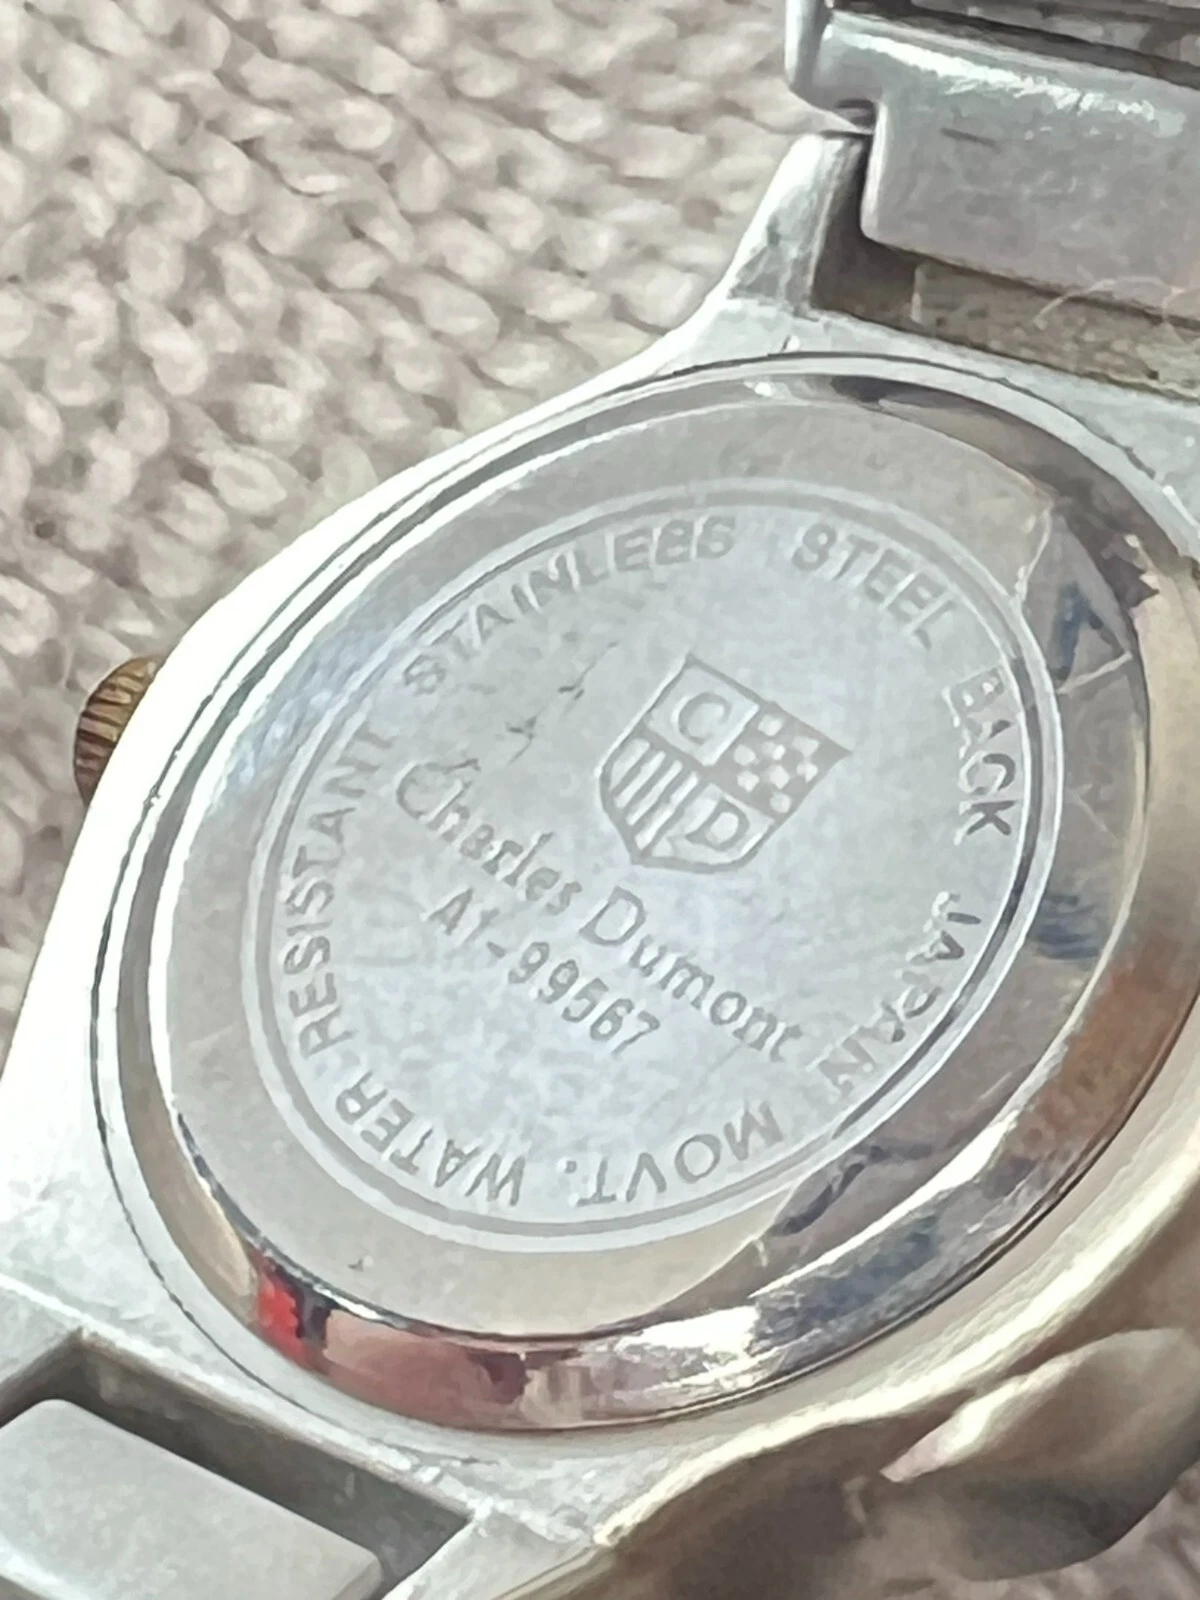 STAINLESS STEEL BACK JAPAN MOVT. WATER RESISTANT
C
D
Charles Dumont
A1-99567